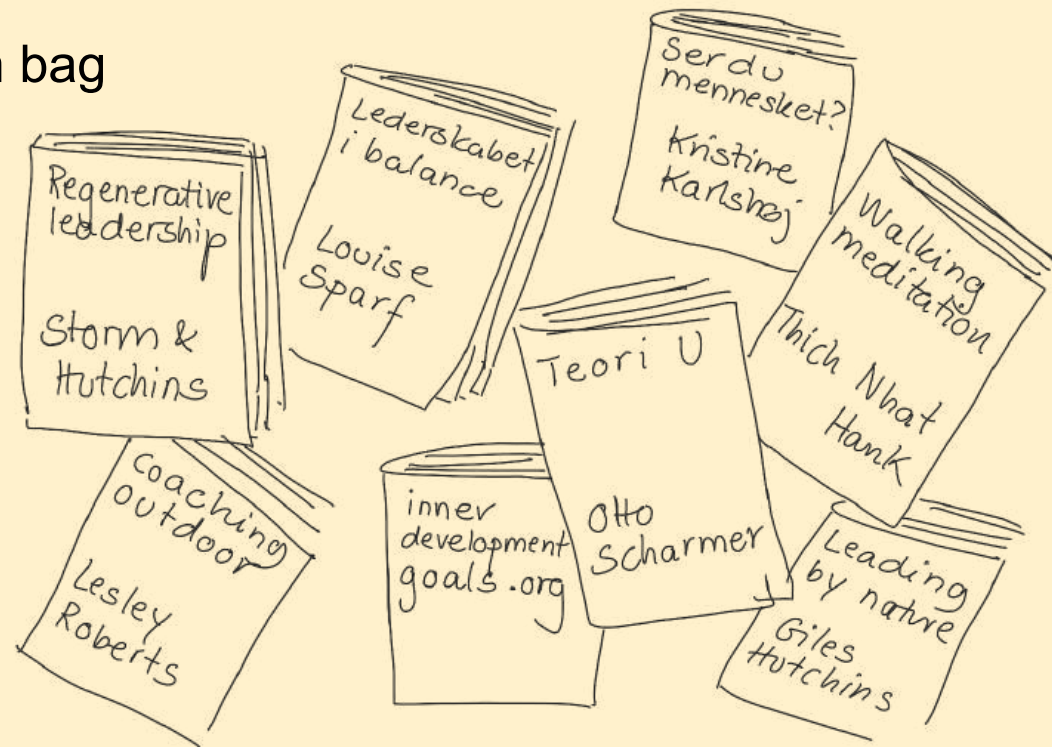 bag
Regenerative
leadership
Storm &
Hutchins
Lederskabet
i balance
Louise
Sparf
Ser du
mennesket?
Kristine
Karlshøj
Walking
meditation
Thich Nhat
Hank
Teori U
Otto
Scharmer
Coaching
outdoor
Lesley
Roberts
inner
development
goals.org
Leading
by nature
Giles
Hutchins